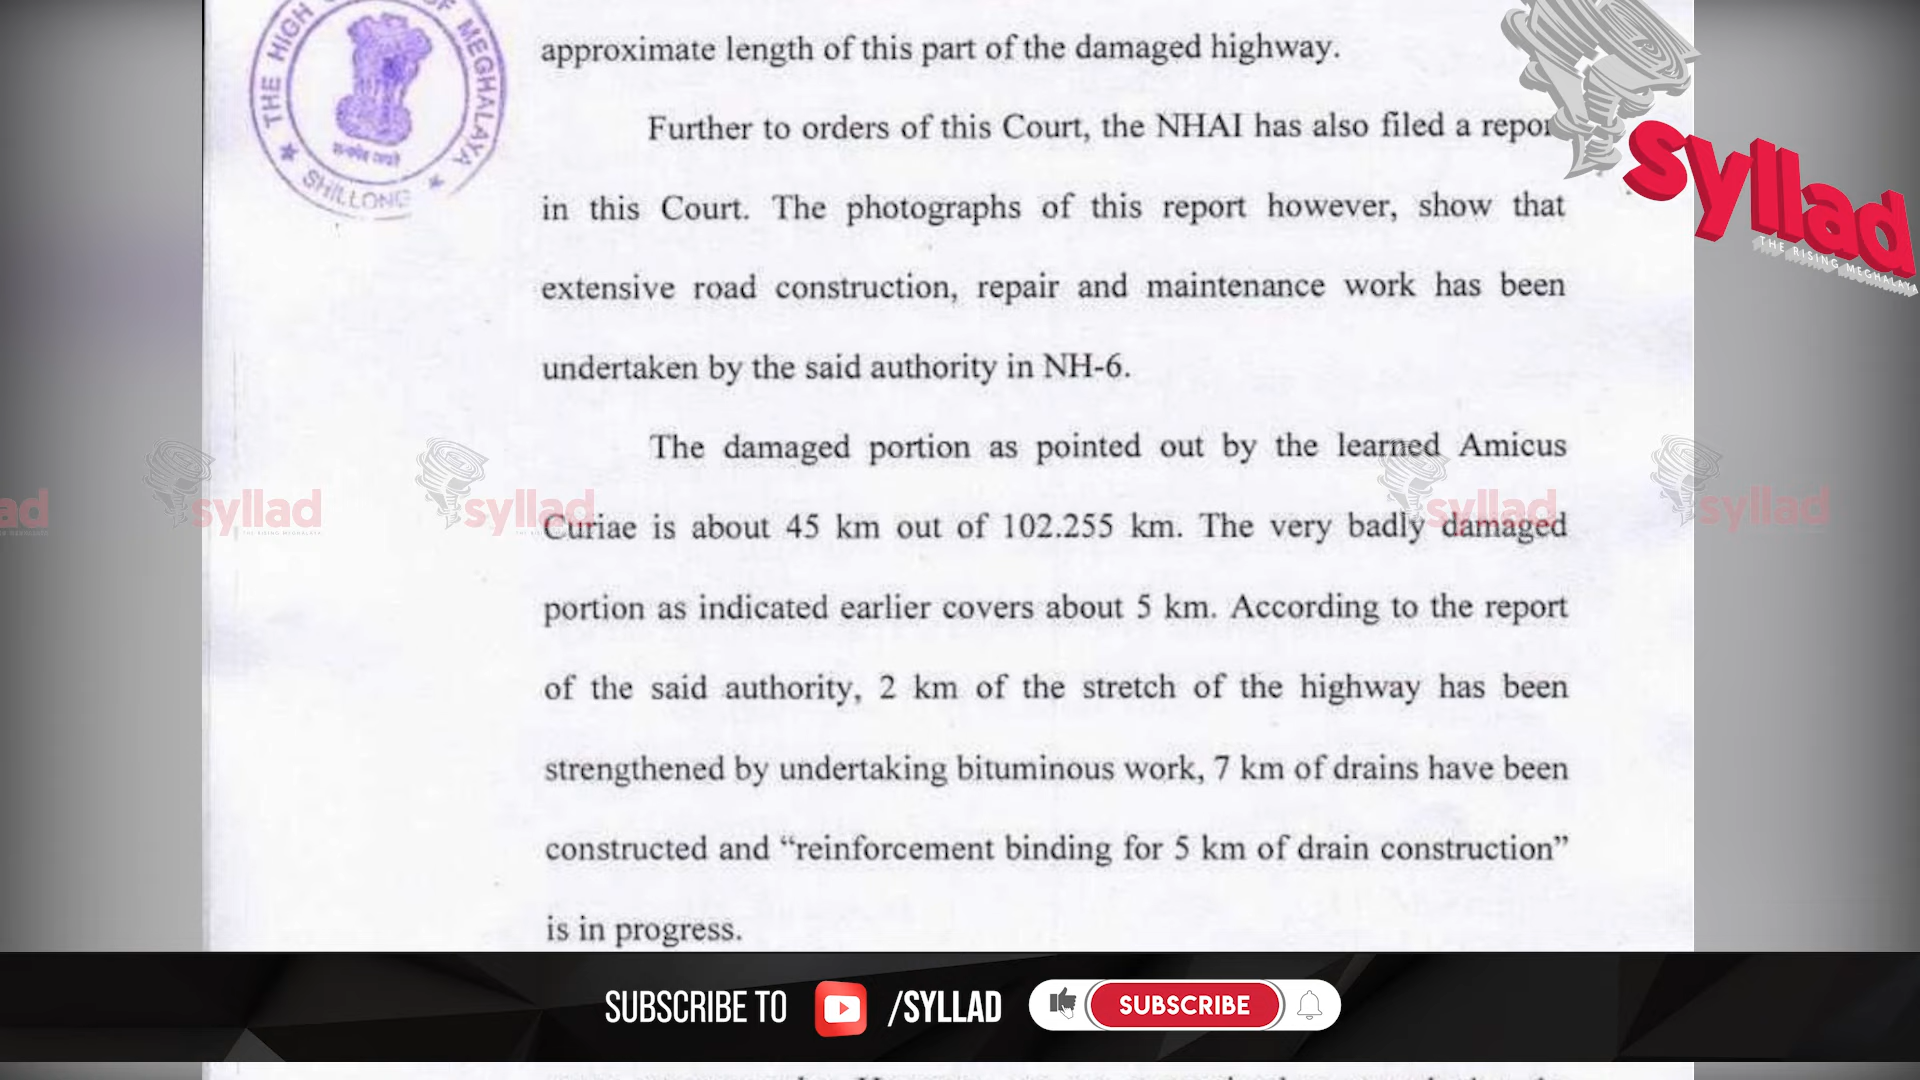 THE HIGH OF MEGHALAYA
SHILLONG
approximate length of this part of the damaged highway.
Further to orders of this Court, the NHAI has also filed a repor
in this Court. The photographs of this report however, show that
extensive road construction, repair and maintenance work has been
undertaken by the said authority in NH-6.
The damaged portion as pointed out by the learned Amicus
Curiae is about 45 km out of 102.255 km. The very badly damaged
portion as indicated earlier covers about 5 km. According to the report
of the said authority, 2 km of the stretch of the highway has been
strengthened by undertaking bituminous work, 7 km of drains have been
constructed and “reinforcement binding for 5 km of drain construction”
is in progress.
syllad
THE RISING MEGHALAYA
ad
syllad
THE RISING MEGHALAYA
syllad
syllad
syllad
SUBSCRIBE TO /SYLLAD SUBSCRIBE